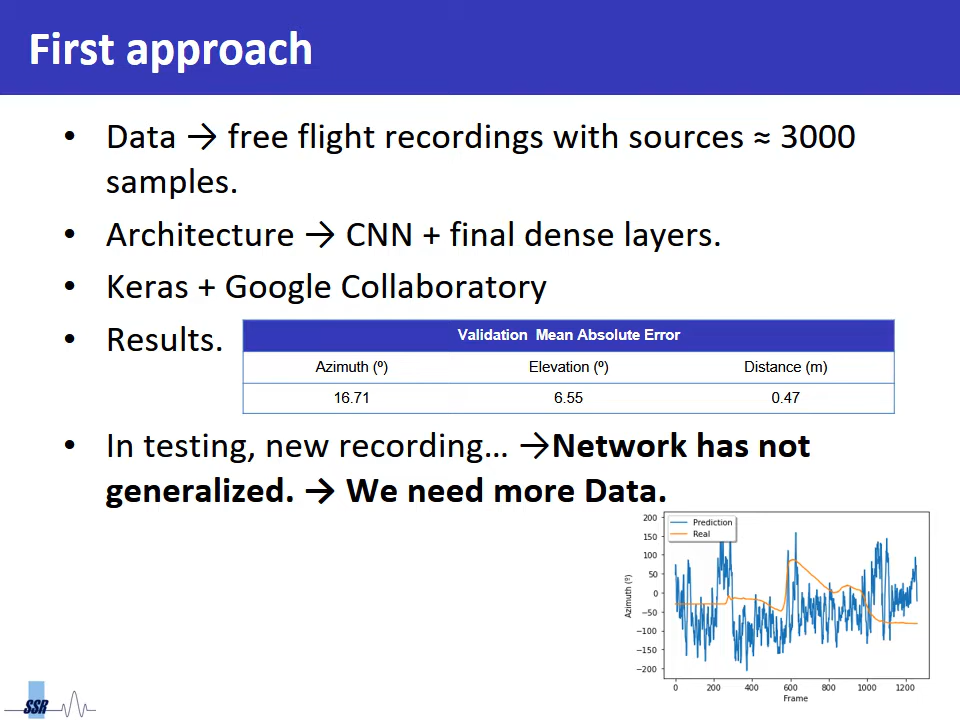 First approach
• Data → free flight recordings with sources ≈ 3000
samples.
• Architecture → CNN + final dense layers.
• Keras + Google Collaboratory
• Results.
Validation Mean Absolute Error
Azimuth (º) Elevation (º) Distance (m)
16.71 6.55 0.47
• In testing, new recording… →Network has not
generalized. → We need more Data.
Prediction
Real
200
150
100
50
0
−50
−100
−150
−200
Azimuth (º)
0 200 400 600 800 1000 1200
Frame
SSR